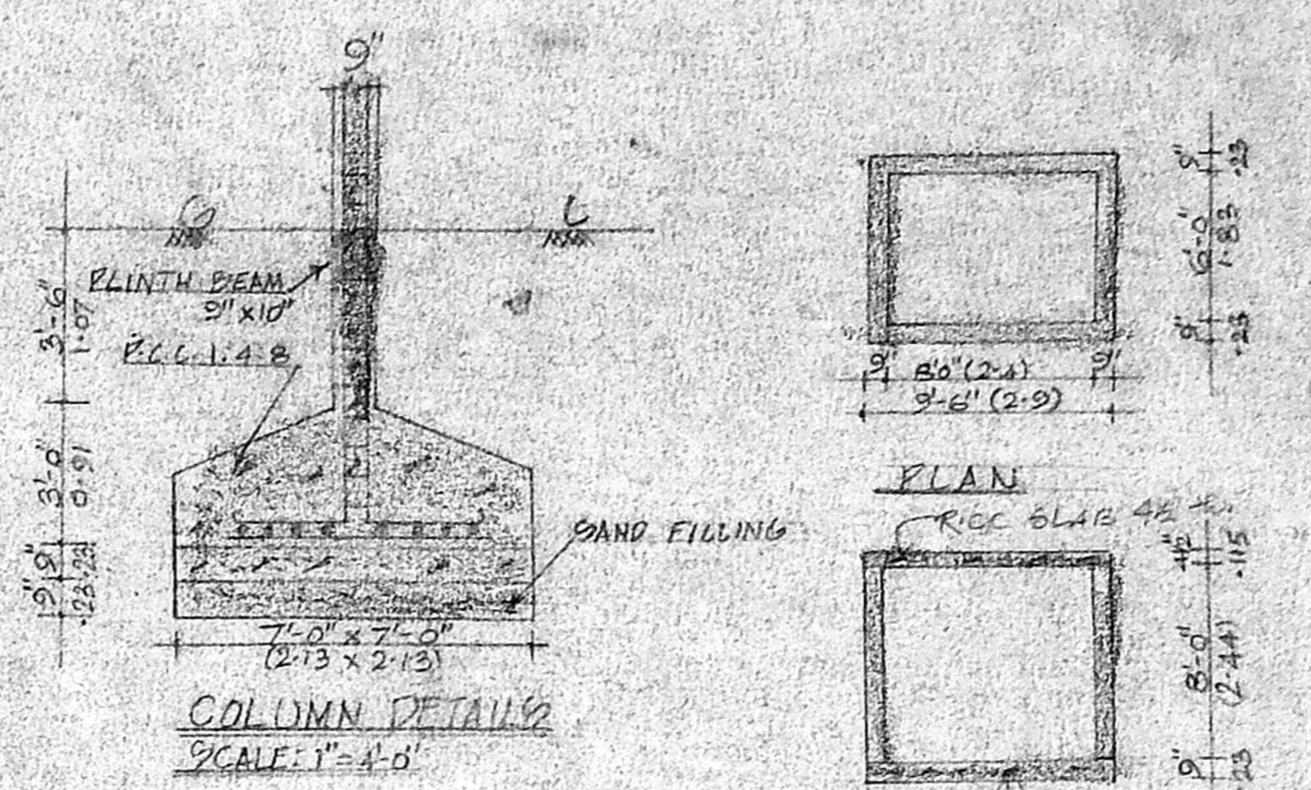 9"
G L
PLINTH BEAM
9" x 10"
P.C.C. 1:4:8
3'-6"
1.07
3'-0"
0.91
9"
.23
9"
.23
SAND FILLING
7'-0" x 7'-0"
(2.13 x 2.13)
COLUMN DETAILS
SCALE: 1" = 4'-0"
9"
.23
6'-0"
1.83
9"
.23
9" 8'0" (2.4) 9"
9'-6" (2.9)
PLAN
R.C.C SLAB 4½"
4½"
.115
8'-0"
(2.44)
9"
.23